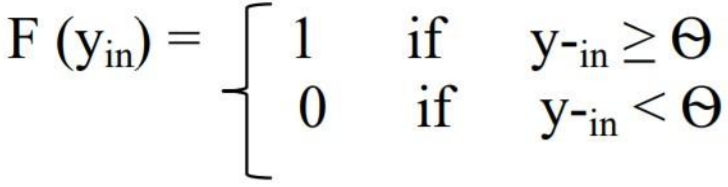 F (yin) = { 1 if y-in ≥ Θ
0 if y-in < Θ